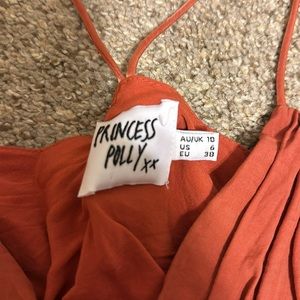 PRINCESS
POLLY xx
AU/UK 10
US 6
EU 38